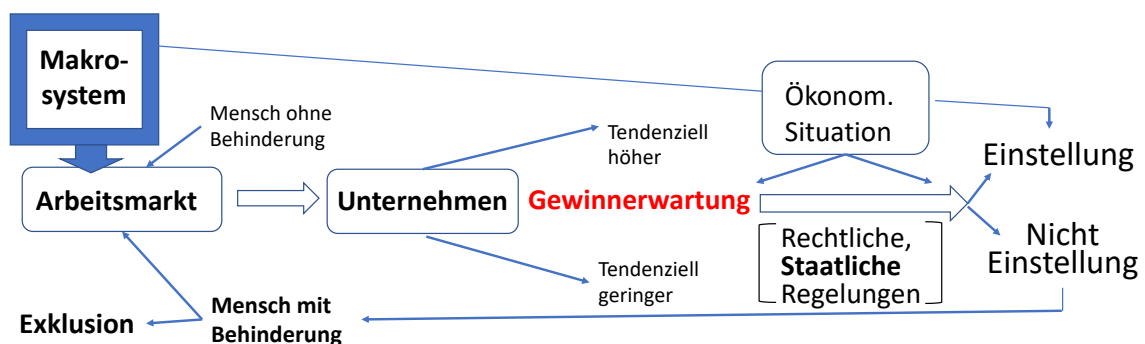 Makro-
system
Mensch ohne
Behinderung
Tendenziell
höher
Ökonom.
Situation
Einstellung
Arbeitsmarkt
Unternehmen
Gewinnerwartung
Rechtliche,
Staatliche
Regelungen
Nicht
Einstellung
Tendenziell
geringer
Mensch mit
Behinderung
Exklusion